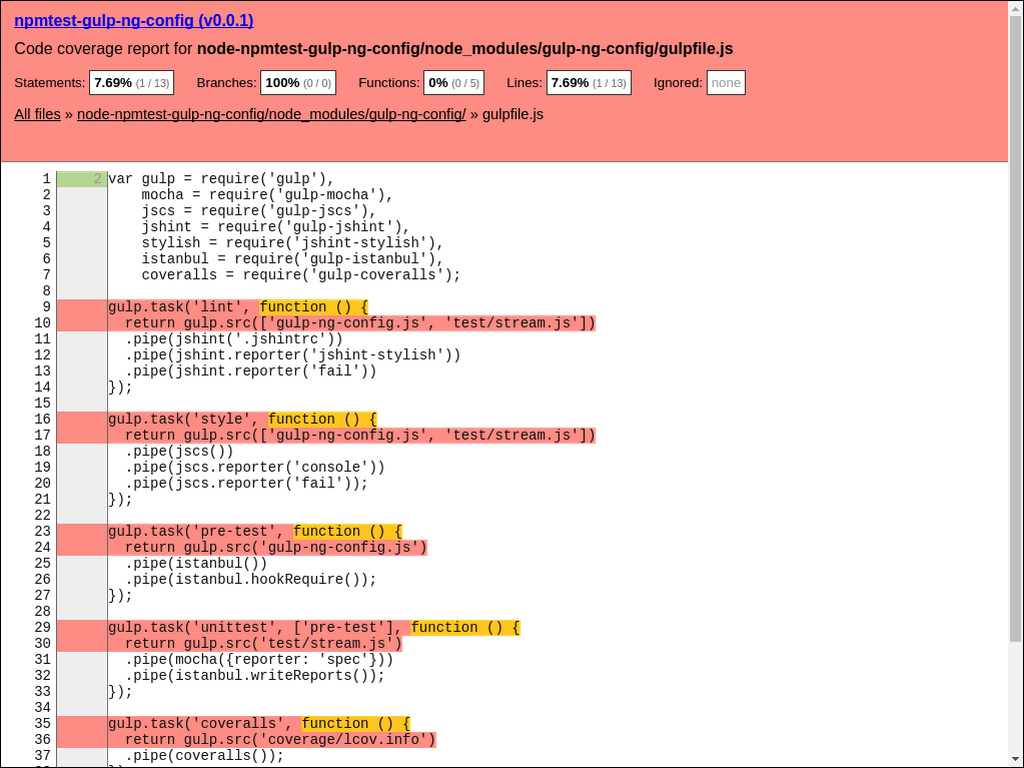 npmtest-gulp-ng-config (v0.0.1)
Code coverage report for node-npmtest-gulp-ng-config/node_modules/gulp-ng-config/gulpfile.js
Statements: 7.69% (1 / 13) Branches: 100% (0 / 0) Functions: 0% (0 / 5) Lines: 7.69% (1 / 13) Ignored: none
All files » node-npmtest-gulp-ng-config/node_modules/gulp-ng-config/ » gulpfile.js
1 2 var gulp = require('gulp'),
2     mocha = require('gulp-mocha'),
3     jscs = require('gulp-jscs'),
4     jshint = require('gulp-jshint'),
5     stylish = require('jshint-stylish'),
6     istanbul = require('gulp-istanbul'),
7     coveralls = require('gulp-coveralls');
8
9 gulp.task('lint', function () {
10   return gulp.src(['gulp-ng-config.js', 'test/stream.js'])
11   .pipe(jshint('.jshintrc'))
12   .pipe(jshint.reporter('jshint-stylish'))
13   .pipe(jshint.reporter('fail'))
14 });
15
16 gulp.task('style', function () {
17   return gulp.src(['gulp-ng-config.js', 'test/stream.js'])
18   .pipe(jscs())
19   .pipe(jscs.reporter('console'))
20   .pipe(jscs.reporter('fail'));
21 });
22
23 gulp.task('pre-test', function () {
24   return gulp.src('gulp-ng-config.js')
25   .pipe(istanbul())
26   .pipe(istanbul.hookRequire());
27 });
28
29 gulp.task('unittest', ['pre-test'], function () {
30   return gulp.src('test/stream.js')
31   .pipe(mocha({reporter: 'spec'}))
32   .pipe(istanbul.writeReports());
33 });
34
35 gulp.task('coveralls', function () {
36   return gulp.src('coverage/lcov.info')
37   .pipe(coveralls());